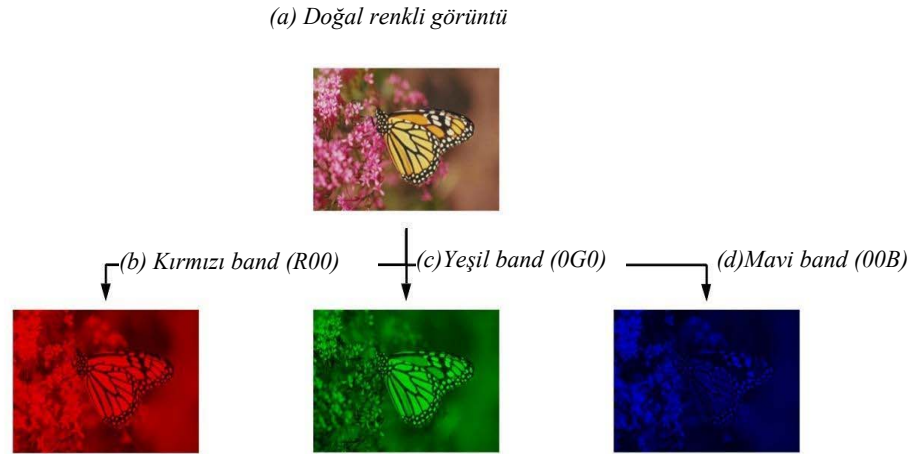 (a) Doğal renkli görüntü
(b) Kırmızı band (R00)
(c)Yeşil band (0G0)
(d)Mavi band (00B)